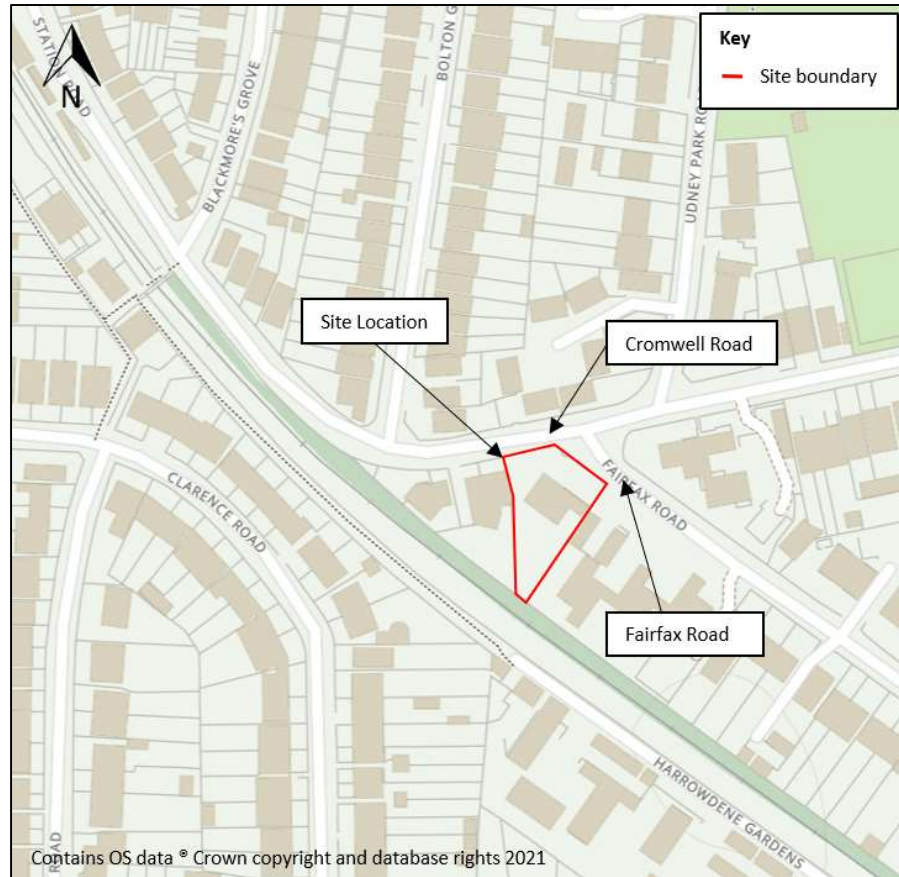 Key
Site boundary
N
STATION ROAD
BLACKMORE'S GROVE
BOLTON G
UDNEY PARK RO
Site Location
Cromwell Road
FAIRFAX ROAD
CLARENCE ROAD
Fairfax Road
HARROWDENE GARDENS
ROAD
Contains OS data ® Crown copyright and database rights 2021